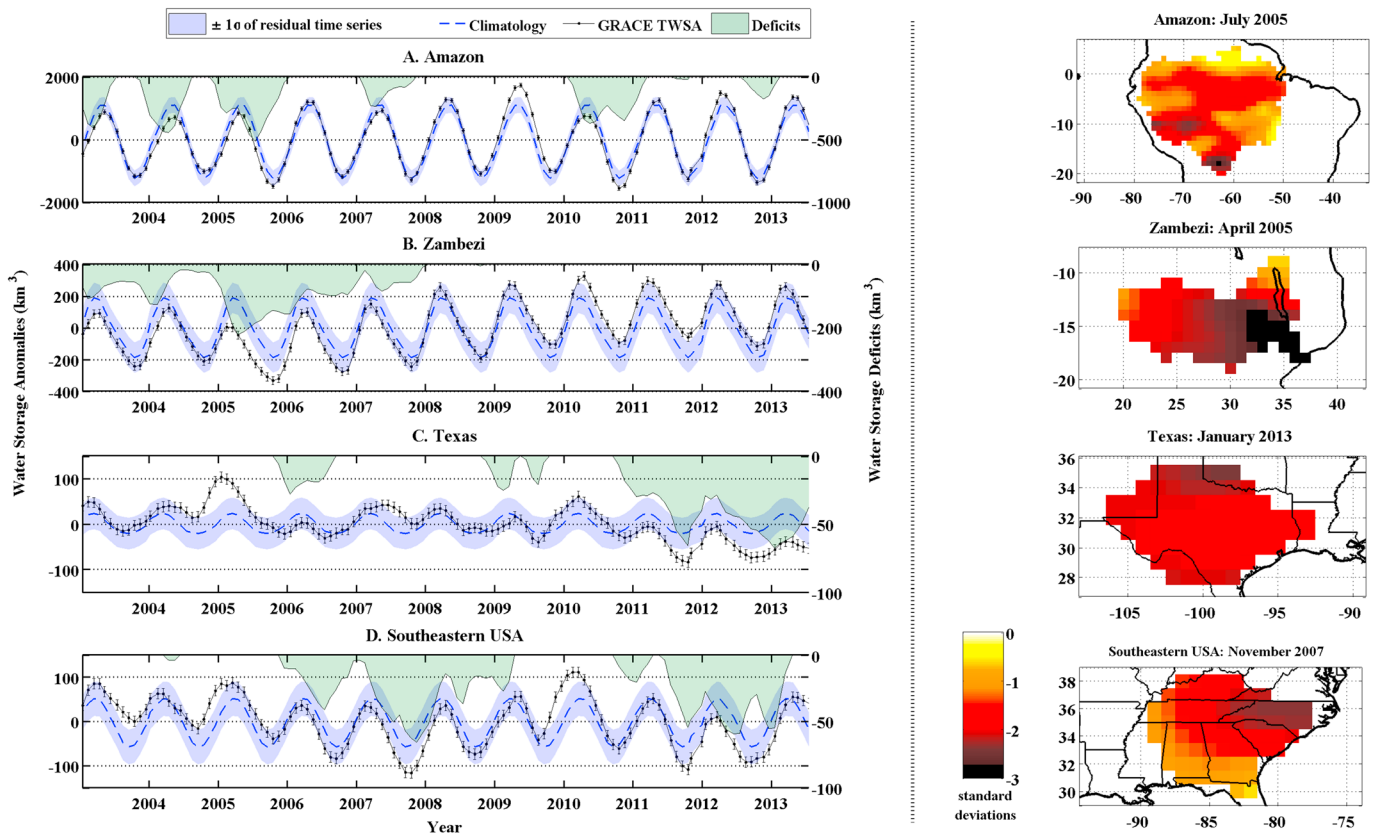 ± 1σ of residual time series Climatology GRACE TWSA Deficits
A. Amazon
2000 0 -2000
0 -500 -1000
2004 2005 2006 2007 2008 2009 2010 2011 2012 2013
B. Zambezi
400 200 0 -200 -400
0 -200 -400
2004 2005 2006 2007 2008 2009 2010 2011 2012 2013
C. Texas
100 0 -100
0 -50 -100
2004 2005 2006 2007 2008 2009 2010 2011 2012 2013
D. Southeastern USA
100 0 -100
0 -50 -100
2004 2005 2006 2007 2008 2009 2010 2011 2012 2013
Year
Water Storage Anomalies (km 3)
Water Storage Deficits (km 3)
Amazon: July 2005
0 -10 -20
-90 -80 -70 -60 -50 -40
Zambezi: April 2005
-10 -15 -20
20 25 30 35 40
Texas: January 2013
36 34 32 30 28
-105 -100 -95 -90
Southeastern USA: November 2007
38 36 34 32 30
-90 -85 -80 -75
0 -1 -2 -3
standard
deviations